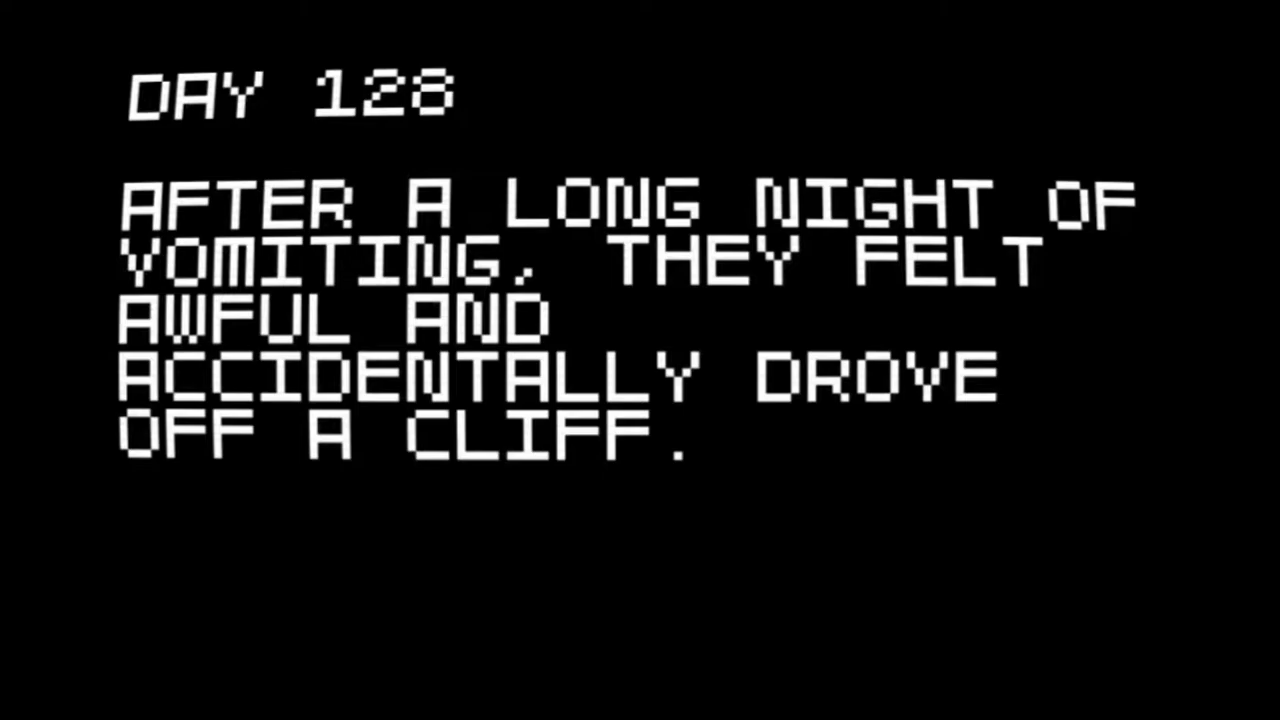 DAY 128
AFTER A LONG NIGHT OF
VOMITING, THEY FELT
AWFUL AND
ACCIDENTALLY DROVE
OFF A CLIFF.